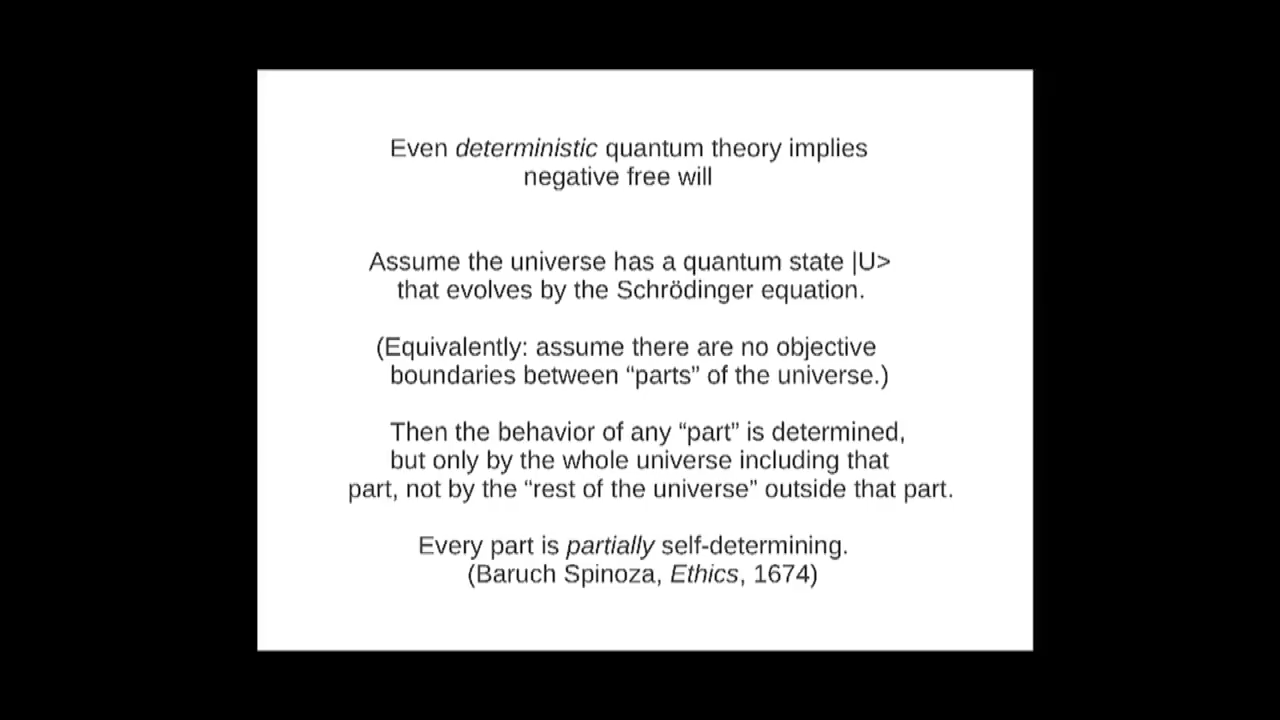 Even deterministic quantum theory implies
negative free will
Assume the universe has a quantum state |U>
that evolves by the Schrödinger equation.
(Equivalently: assume there are no objective
boundaries between “parts” of the universe.)
Then the behavior of any “part” is determined,
but only by the whole universe including that
part, not by the “rest of the universe” outside that part.
Every part is partially self-determining.
(Baruch Spinoza, Ethics, 1674)